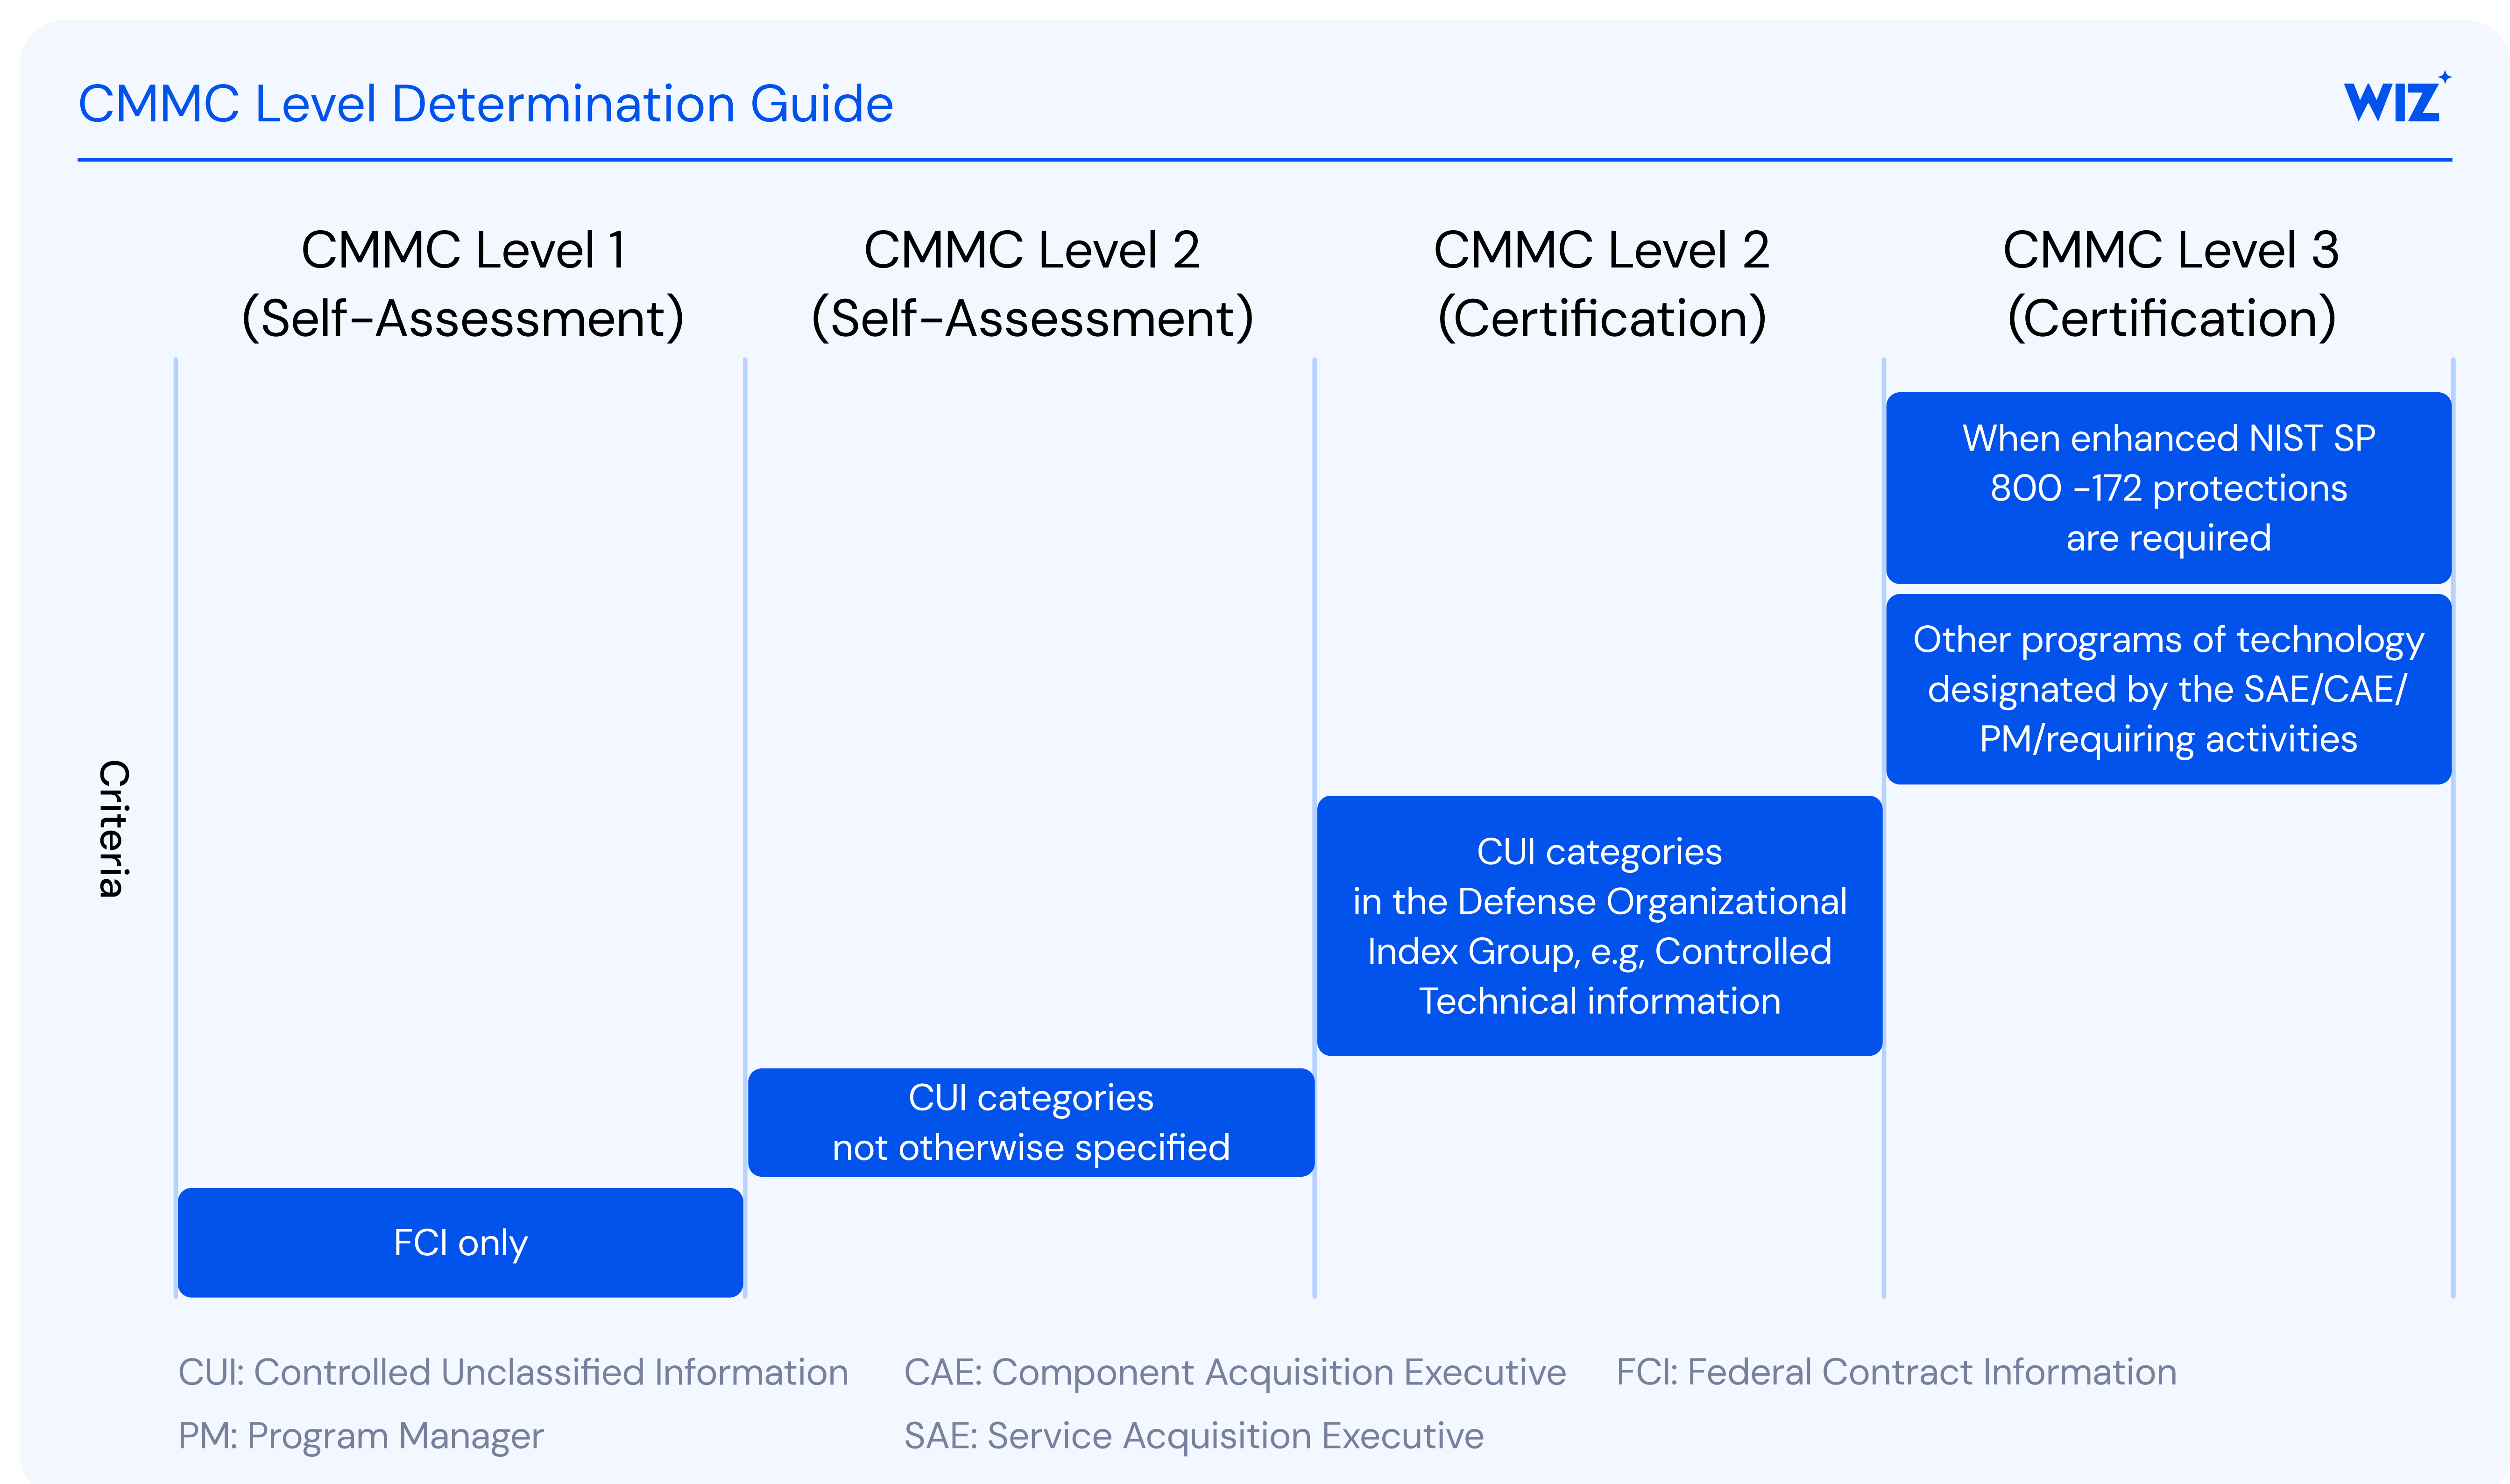 CMMC Level Determination Guide
WIZ
CMMC Level 1
(Self-Assessment)
CMMC Level 2
(Self-Assessment)
CMMC Level 2
(Certification)
CMMC Level 3
(Certification)
Criteria
When enhanced NIST SP
800 -172 protections
are required
Other programs of technology
designated by the SAE/CAE/
PM/requiring activities
CUI categories
in the Defense Organizational
Index Group, e.g, Controlled
Technical information
CUI categories
not otherwise specified
FCI only
CUI: Controlled Unclassified Information
CAE: Component Acquisition Executive
FCI: Federal Contract Information
PM: Program Manager
SAE: Service Acquisition Executive